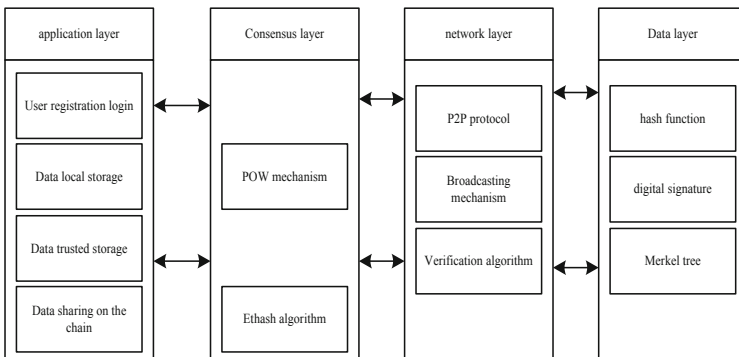 application layer
User registration login
Data local storage
Data trusted storage
Data sharing on the
chain
Consensus layer
POW mechanism
Ethash algorithm
network layer
P2P protocol
Broadcasting
mechanism
Verification algorithm
Data layer
hash function
digital signature
Merkel tree